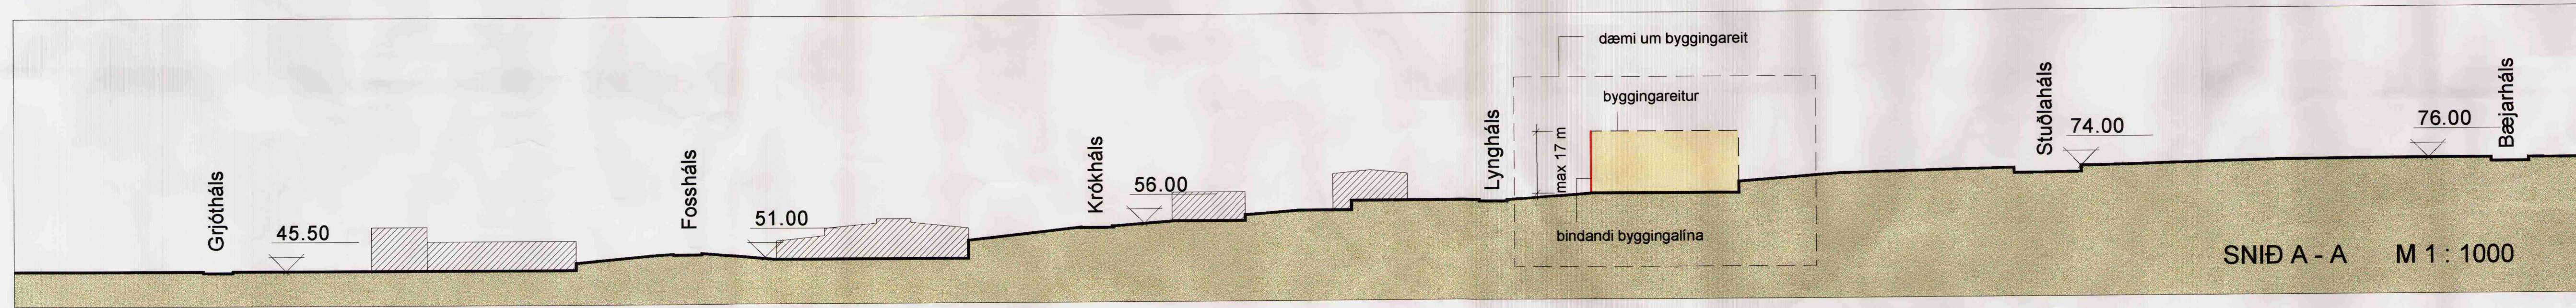 dæmi um byggingareit
byggingareitur
max 17 m
bindandi byggingalína
Grjótháls
45.50
Fossháls
51.00
Krókháls
56.00
Lyngháls
Stuðlaháls
74.00
76.00
Bæjarháls
SNIÐ A - A M 1 : 1000